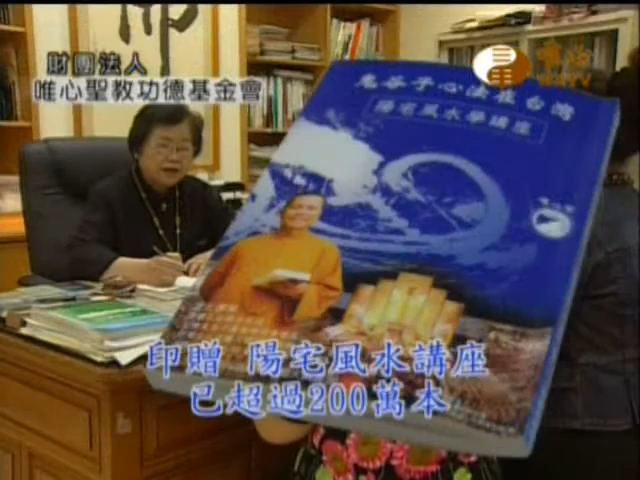 財團法人
唯心聖教功德基金會
唯心
鬼谷子心法在台灣
陽宅風水學講座
印贈 陽宅風水講座
已超過200萬本